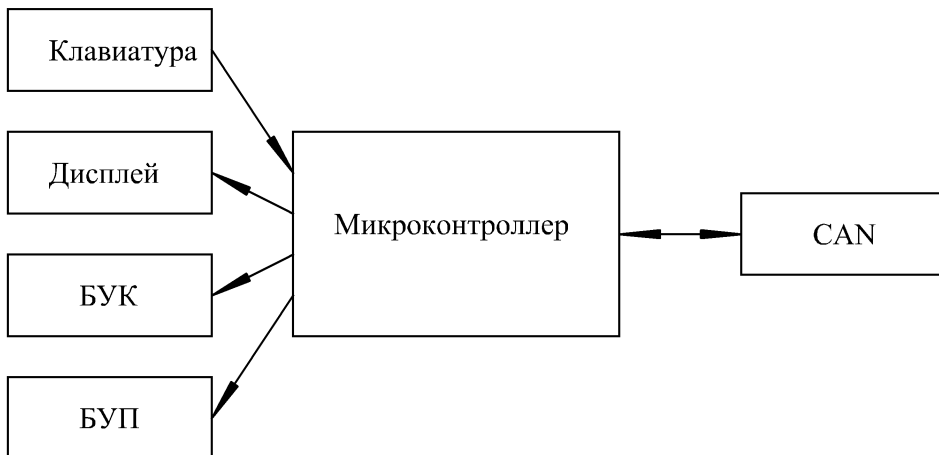 Клавиатура
Дисплей
БУК
БУП
Микроконтроллер
CAN